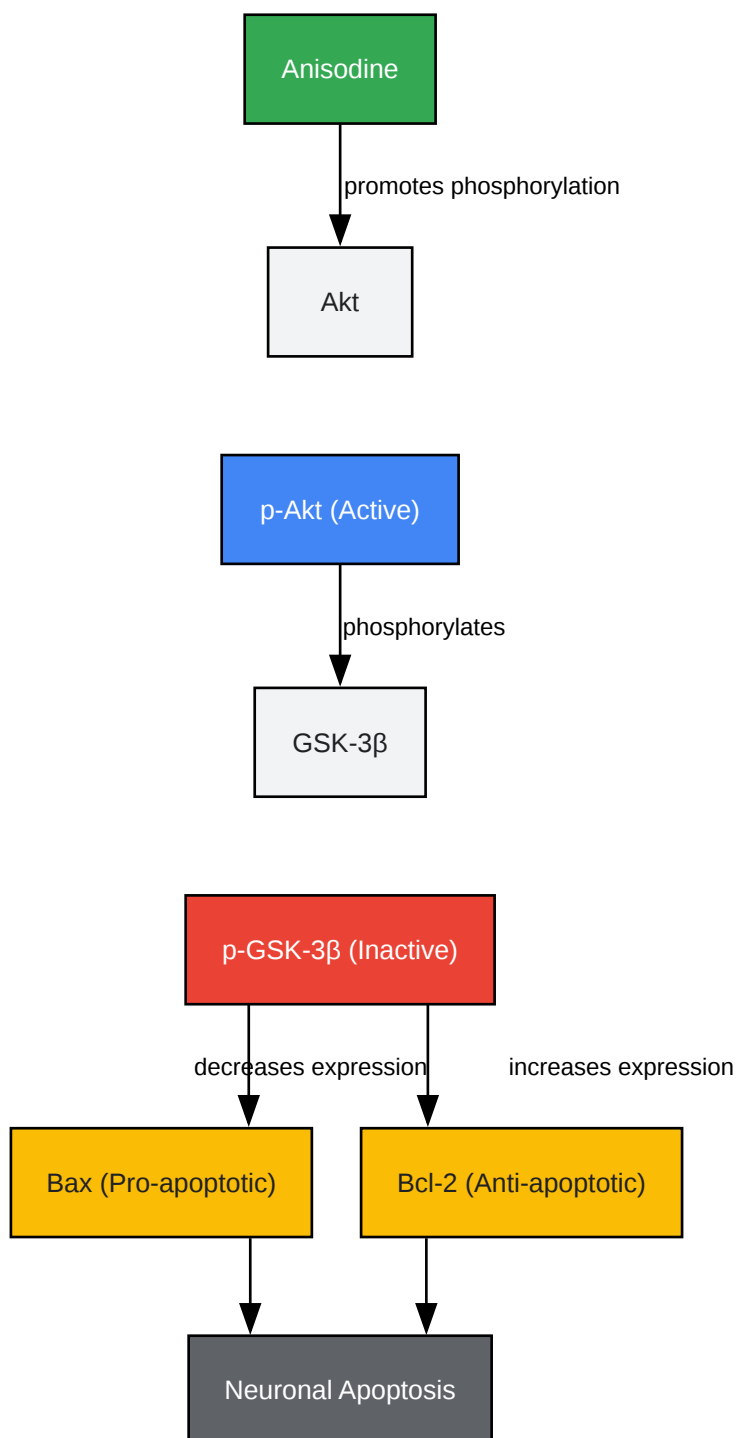 Anisodine
promotes phosphorylation
Akt
p-Akt (Active)
phosphorylates
GSK-3β
p-GSK-3β (Inactive)
decreases expression
increases expression
Bax (Pro-apoptotic)
Bcl-2 (Anti-apoptotic)
Neuronal Apoptosis